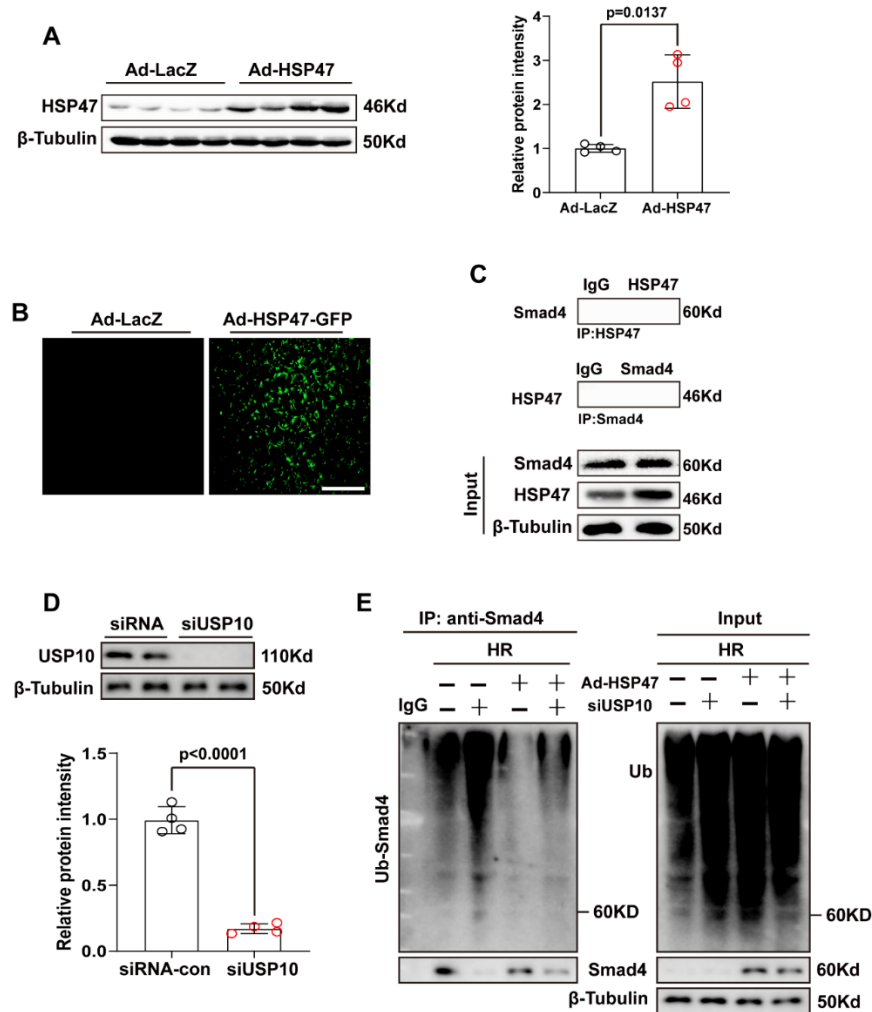 A
Ad-LacZ Ad-HSP47
HSP47 46Kd
β-Tubulin 50Kd
Relative protein intensity
p=0.0137
4
3
2
1
0
Ad-LacZ Ad-HSP47
B
Ad-LacZ Ad-HSP47-GFP
C
IgG HSP47
Smad4 60Kd
IP:HSP47
IgG Smad4
HSP47 46Kd
IP:Smad4
Input
Smad4 60Kd
HSP47 46Kd
β-Tubulin 50Kd
D
siRNA siUSP10
USP10 110Kd
β-Tubulin 50Kd
Relative protein intensity
p<0.0001
1.5
1.0
0.5
0.0
siRNA-con siUSP10
E
IP: anti-Smad4 Input
HR HR
− − + + Ad-HSP47 − − + +
IgG − + − + siUSP10 − + − +
Ub-Smad4 Ub
60KD 60KD
Smad4 60Kd
β-Tubulin 50Kd